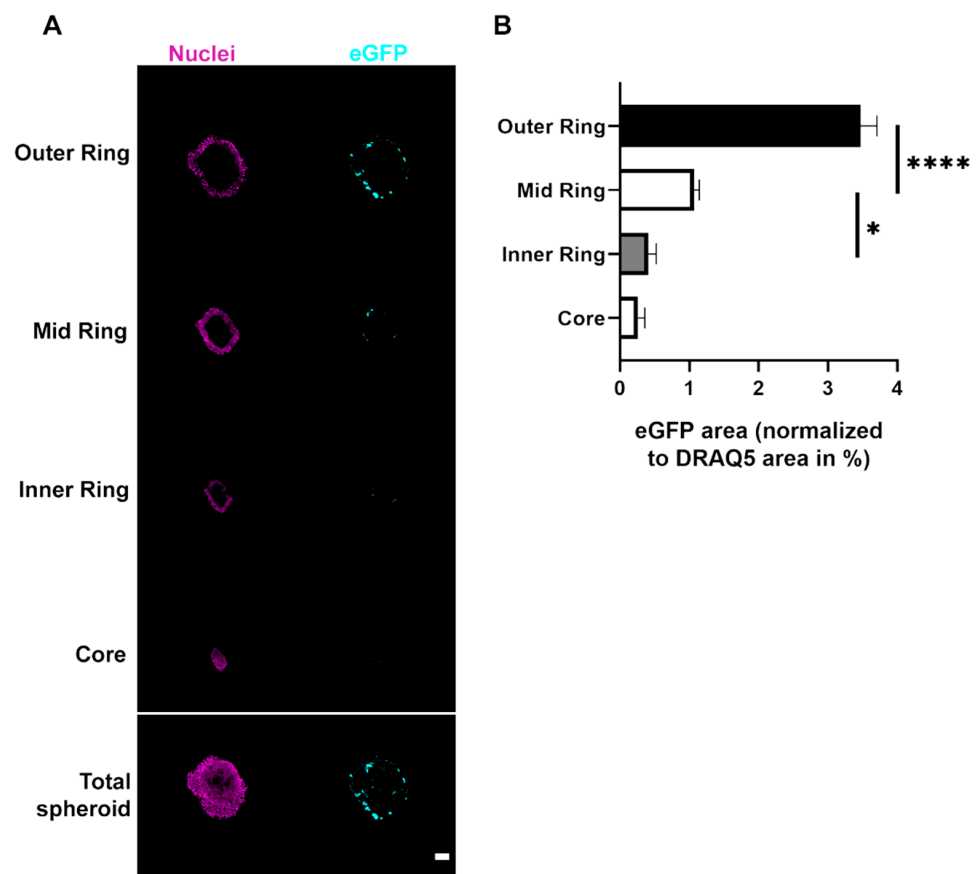 A
Nuclei eGFP
Outer Ring
Mid Ring
Inner Ring
Core
Total
spheroid
B
Outer Ring
Mid Ring
Inner Ring
Core
****
*
0 1 2 3 4
eGFP area (normalized
to DRAQ5 area in %)